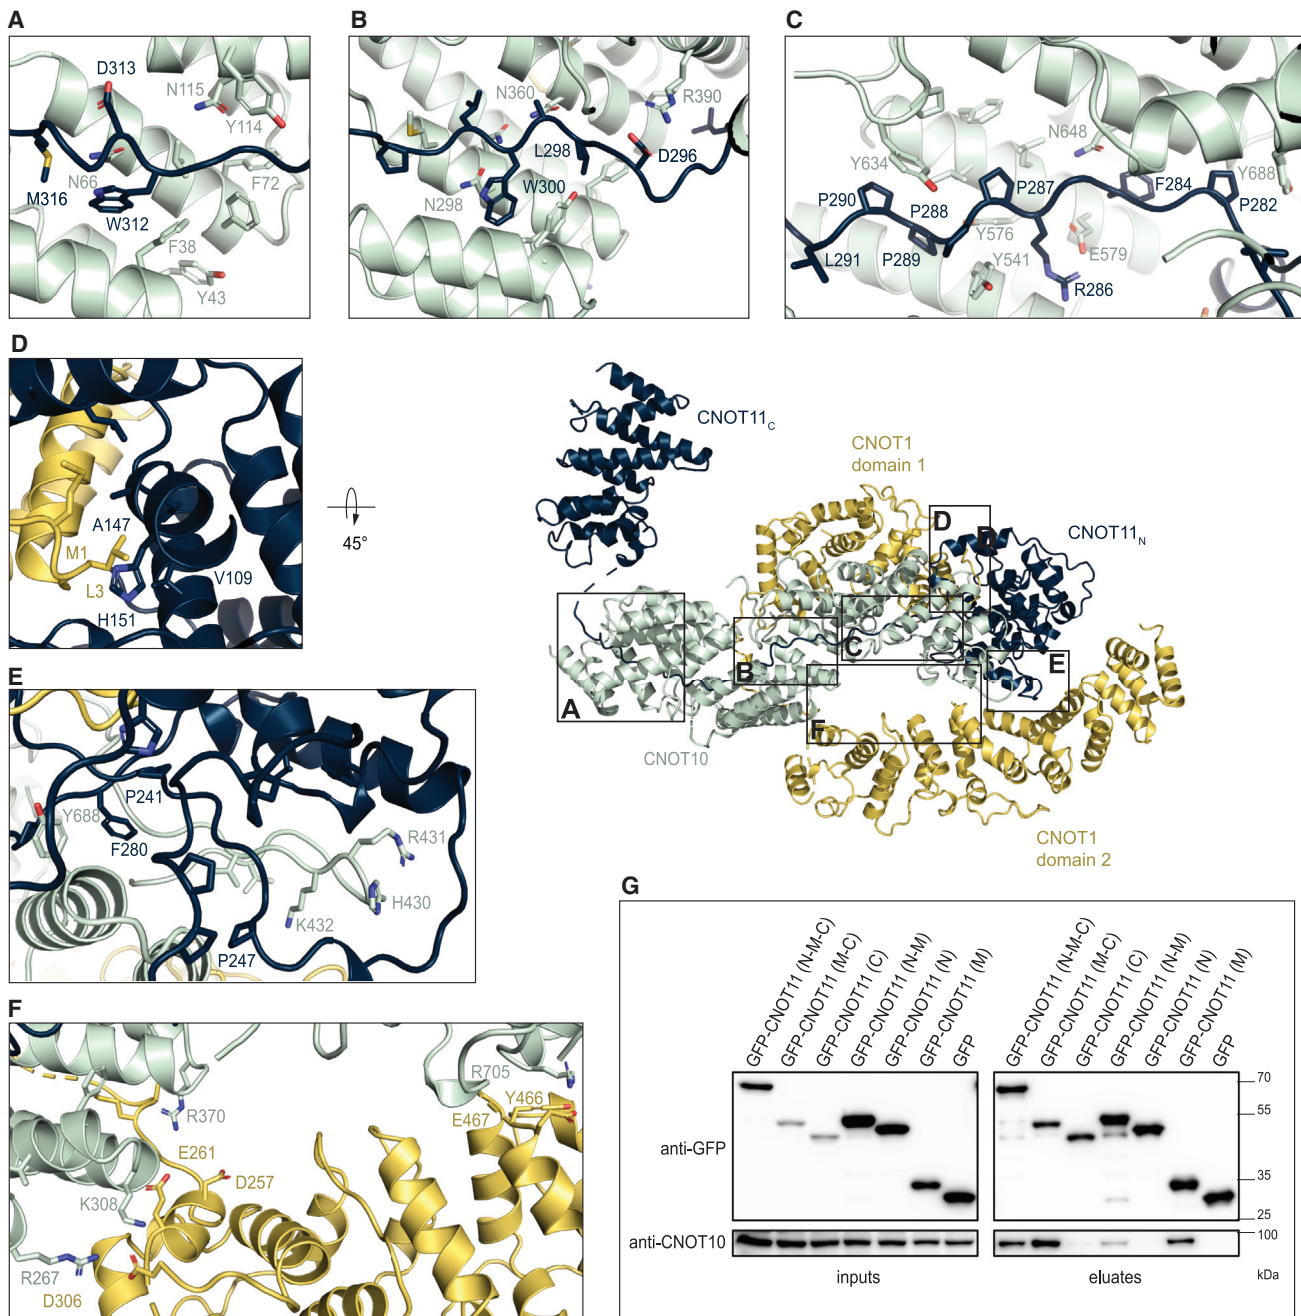 A
D313
N115
Y114
N66
F72
M316
W312
F38
Y43
B
N360
R390
L298
D296
W300
N298
C
N648
Y634
Y688
P287
F284
P290
P288
P282
Y576
E579
L291
P289
Y541
R286
D
A147
M1
L3
V109
H151
45°
CNOT11C
CNOT1
domain 1
D
CNOT11N
C
B
E
A
F
CNOT10
CNOT1
domain 2
E
P241
Y688
F280
R431
H430
K432
P247
F
R705
R370
Y466
E467
E261
D257
K308
R267
D306
G
GFP-CNOT11 (N-M-C)
GFP-CNOT11 (M-C)
GFP-CNOT11 (C)
GFP-CNOT11 (N-M)
GFP-CNOT11 (N)
GFP-CNOT11 (M)
GFP
GFP-CNOT11 (N-M-C)
GFP-CNOT11 (M-C)
GFP-CNOT11 (C)
GFP-CNOT11 (N-M)
GFP-CNOT11 (N)
GFP-CNOT11 (M)
GFP
70
55
anti-GFP
35
25
anti-CNOT10
100
inputs
eluates
kDa